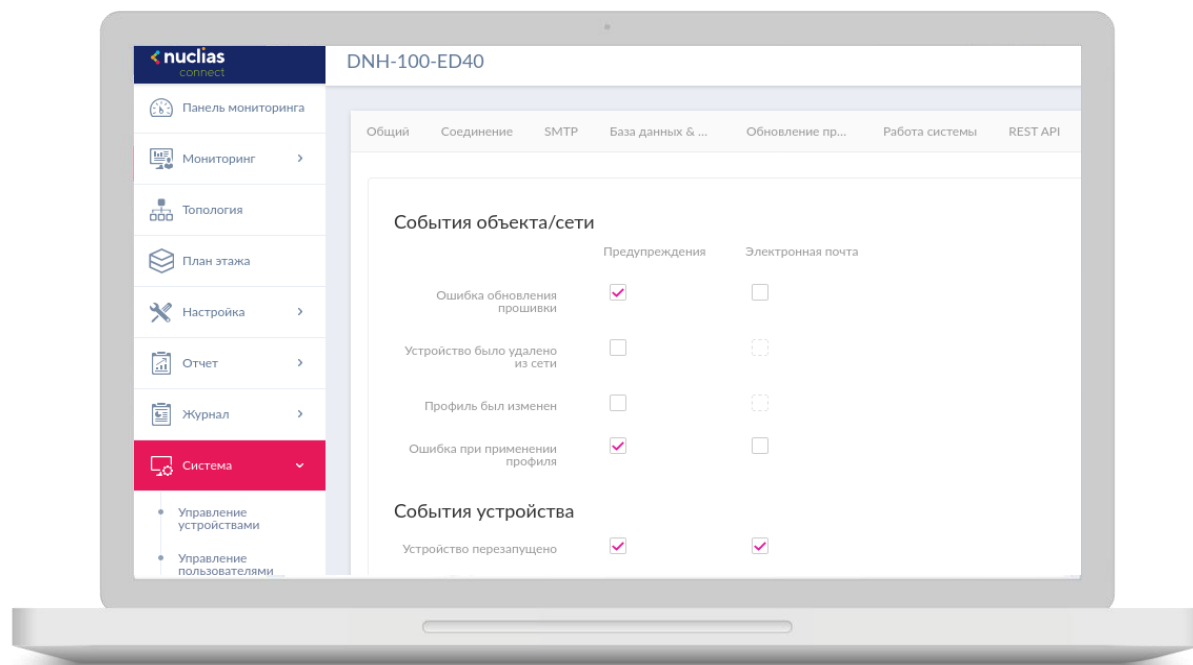 nuclias
connect
DNH-100-ED40
Панель мониторинга
Мониторинг
Топология
План этажа
Настройка
Отчет
Журнал
Система
Управление
устройствами
Управление
пользователями
Общий Соединение SMTP База данных & ... Обновление пр... Работа системы REST API
События объекта/сети
Предупреждения Электронная почта
Ошибка обновления
прошивки
Устройство было удалено
из сети
Профиль был изменен
Ошибка при применении
профиля
События устройства
Устройство перезапущено